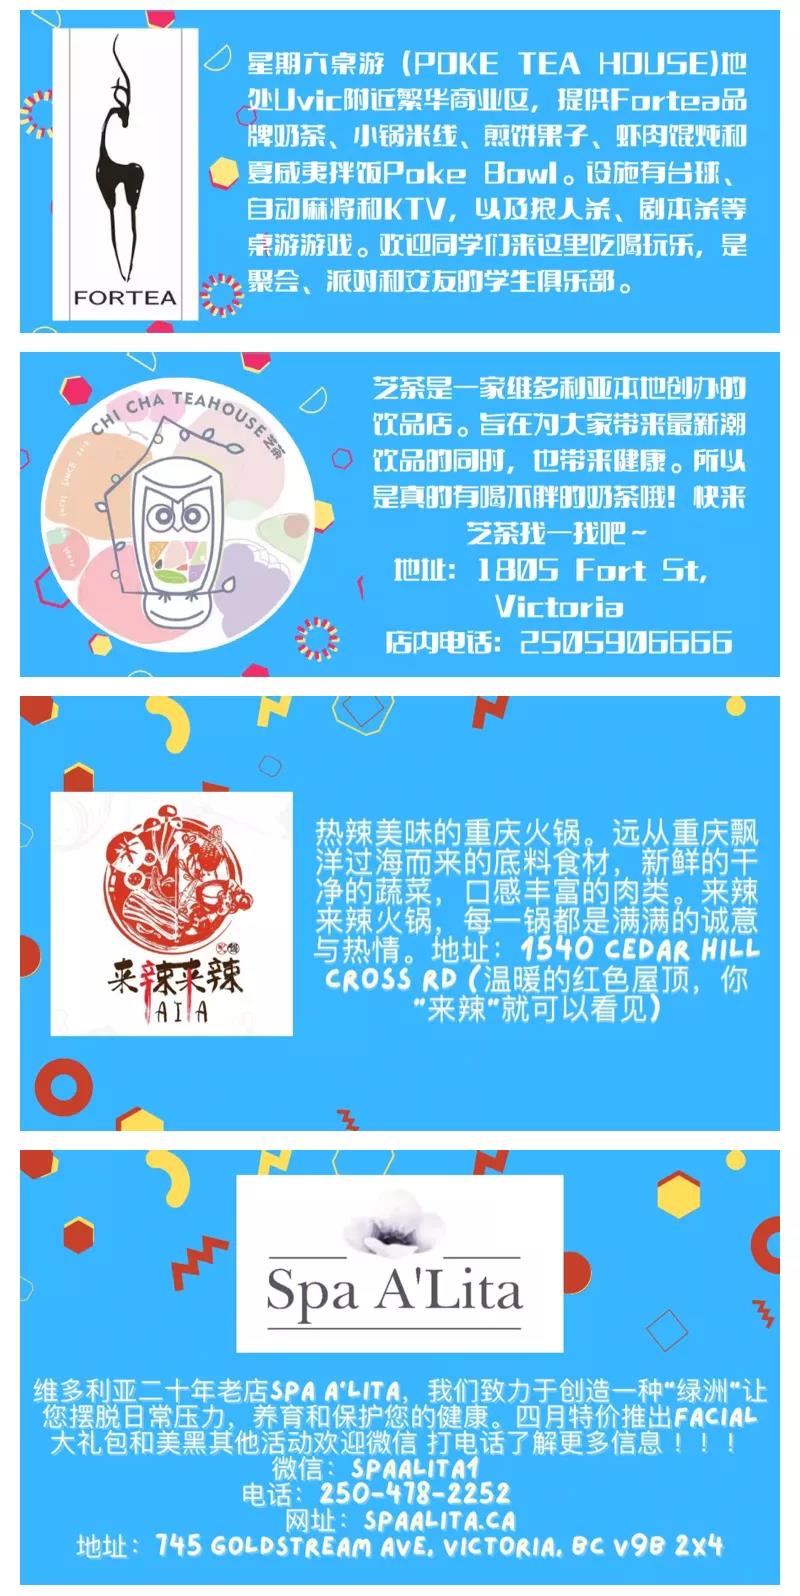 FORTEA
星期六桌游 (POKE TEA HOUSE)地
处Uvic附近繁华商业区，提供Fortea品
牌奶茶、小锅米线、煎饼果子、虾肉馄炖和
夏威夷拌饭Poke Bowl。设施有台球、
自动麻将和KTV，以及狼人杀、剧本杀等
桌游游戏。欢迎同学们来这里吃喝玩乐，是
聚会、派对和交友的学生俱乐部。
CHI CHA TEAHOUSE 芝茶
芝茶是一家维多利亚本地创办的
饮品店。旨在为大家带来最新潮
饮品的同时，也带来健康。所以
是真的有喝不胖的奶茶哦！快来
芝茶找一找吧~
地址：1805 Fort St,
Victoria
店内电话：2505906666
来辣来辣
热辣美味的重庆火锅。远从重庆飘
洋过海而来的底料食材，新鲜的干
净的蔬菜，口感丰富的肉类。来辣
来辣火锅，每一锅都是满满的诚意
与热情。地址：1540 CEDAR HILL
CROSS RD (温暖的红色屋顶，你
"来辣"就可以看见)
Spa A'Lita
维多利亚二十年老店SPA A'LITA，我们致力于创造一种"绿洲"让
您摆脱日常压力，养育和保护您的健康。四月特价推出FACIAL
大礼包和美黑其他活动欢迎微信 打电话了解更多信息！！！
微信：SPAALITA1
电话：250-478-2252
网址：SPAALITA.CA
地址：745 GOLDSTREAM AVE, VICTORIA, BC V9B 2X4